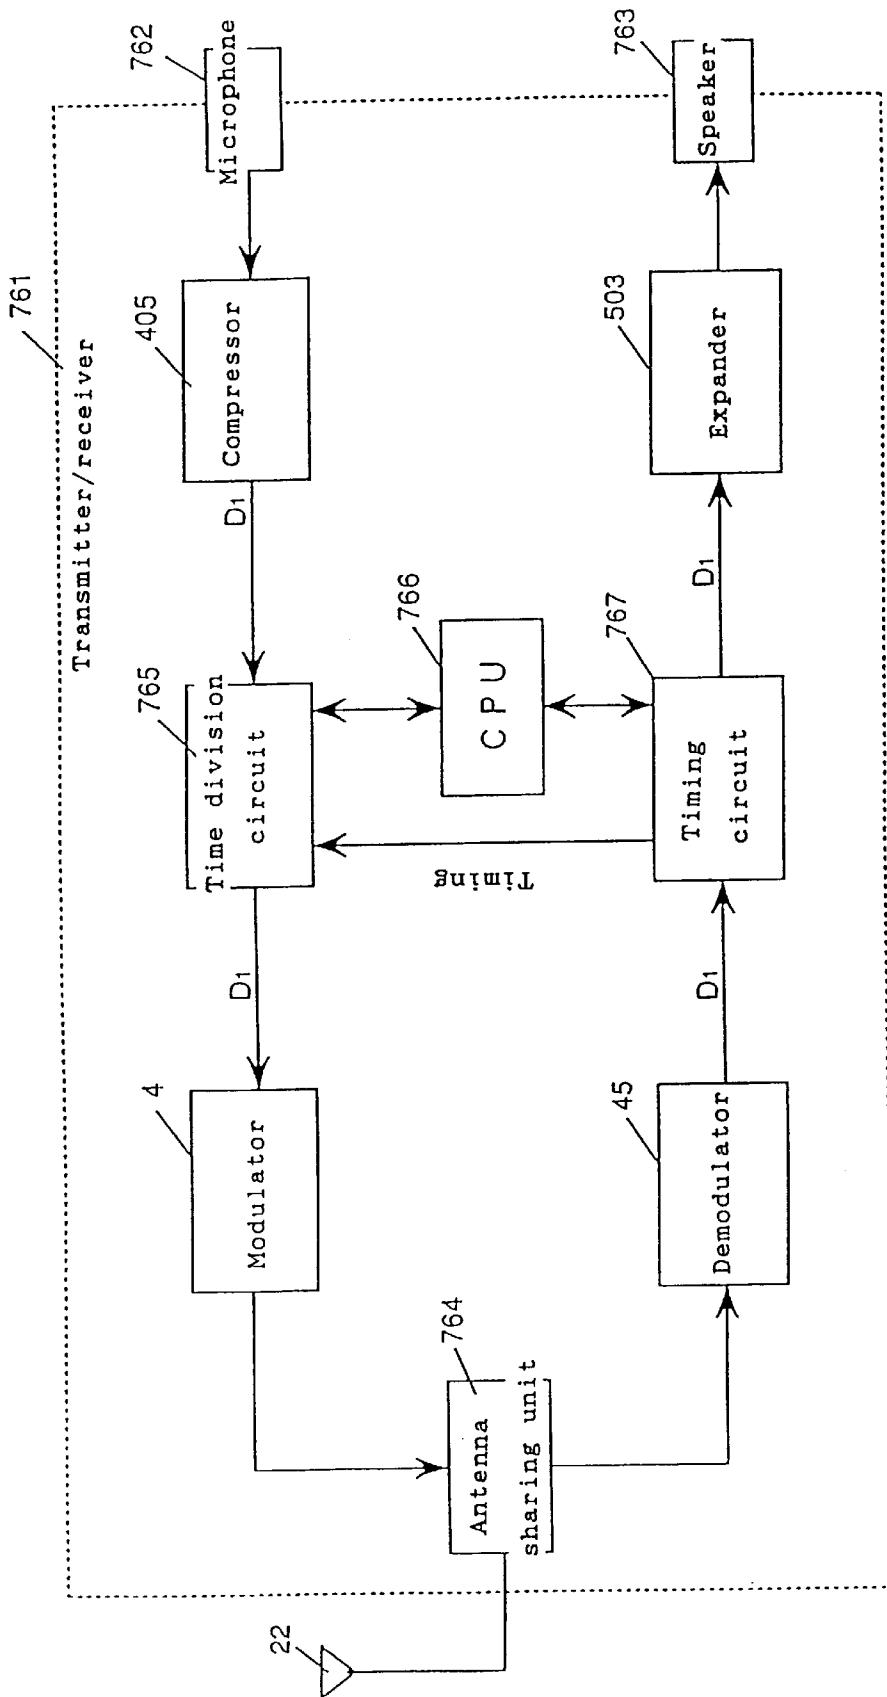 761
Transmitter/receiver
22
764
Antenna
sharing unit
4
Modulator
D1
765
Time division
circuit
D1
405
Compressor
762
Microphone
Timing
766
CPU
45
Demodulator
D1
767
Timing
circuit
D1
503
Expander
763
Speaker